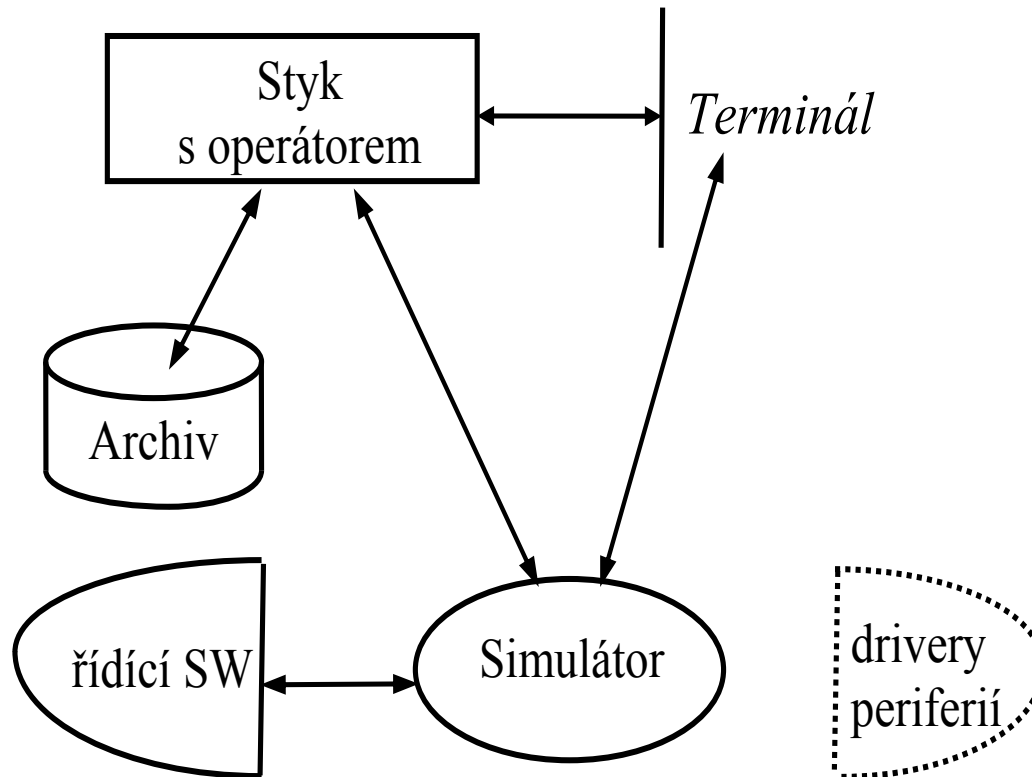 Styk
s operátorem
Terminál
Archiv
řídící SW
Simulátor
drivery
periferií